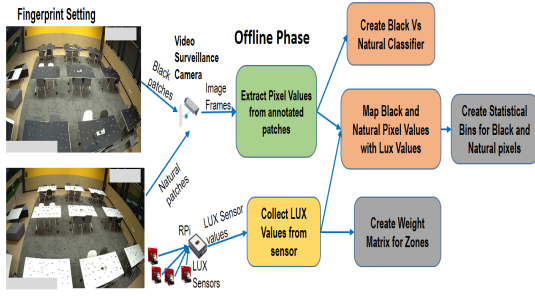 Fingerprint Setting
Black
patches
Natural
patches
Video
Surveillance
Camera
Offline Phase
Image
Frames
RPi
LUX Sensor
values
LUX
Sensors
Extract Pixel Values
from annotated
patches
Collect LUX
Values from
sensor
Create Black Vs
Natural Classifier
Map Black and
Natural Pixel Values
with Lux Values
Create Statistical
Bins for Black and
Natural pixels
Create Weight
Matrix for Zones